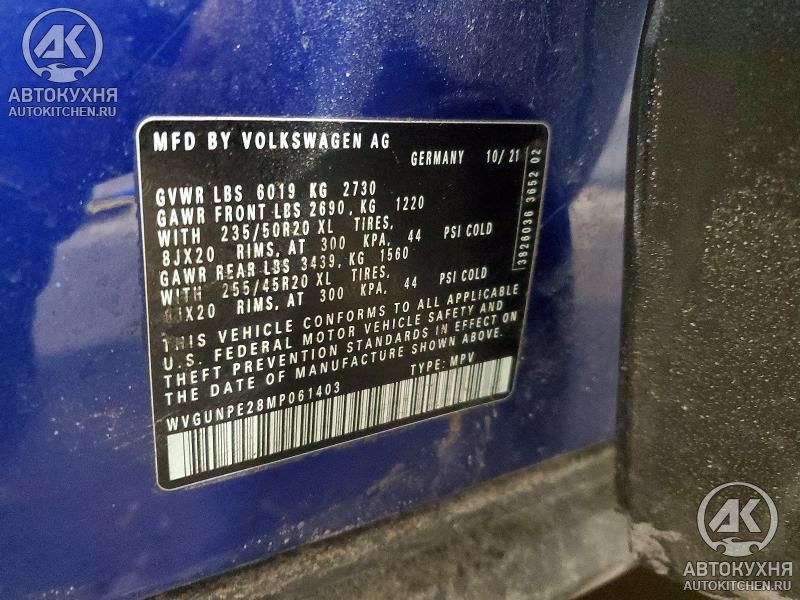 АК
АВТОКУХНЯ
AUTOKITCHEN.RU
MFD BY VOLKSWAGEN AG
GERMANY 10/21
GVWR LBS 6019 KG 2730
GAWR FRONT LBS 2690, KG 1220
WITH 235/50R20 XL TIRES,
8JX20 RIMS, AT 300 KPA, 44 PSI COLD
GAWR REAR LBS 3439, KG 1560
WITH 255/45R20 XL TIRES,
9JX20 RIMS, AT 300 KPA, 44 PSI COLD
THIS VEHICLE CONFORMS TO ALL APPLICABLE
U.S. FEDERAL MOTOR VEHICLE SAFETY AND
THEFT PREVENTION STANDARDS IN EFFECT ON
THE DATE OF MANUFACTURE SHOWN ABOVE.
TYPE: MPV
WVGUNPE28MP061403
3826036 3652 02
АК
АВТОКУХНЯ
AUTOKITCHEN.RU